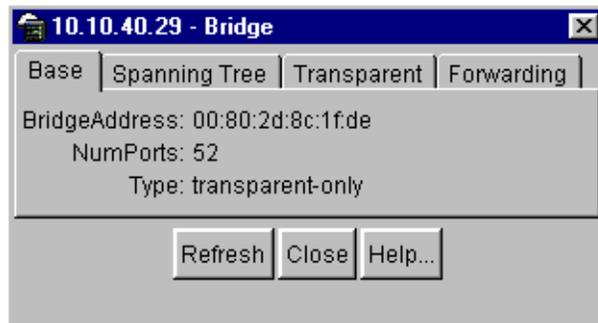 10.10.40.29 - Bridge
Base Spanning Tree Transparent Forwarding
BridgeAddress: 00:80:2d:8c:1f:de
NumPorts: 52
Type: transparent-only
Refresh Close Help...